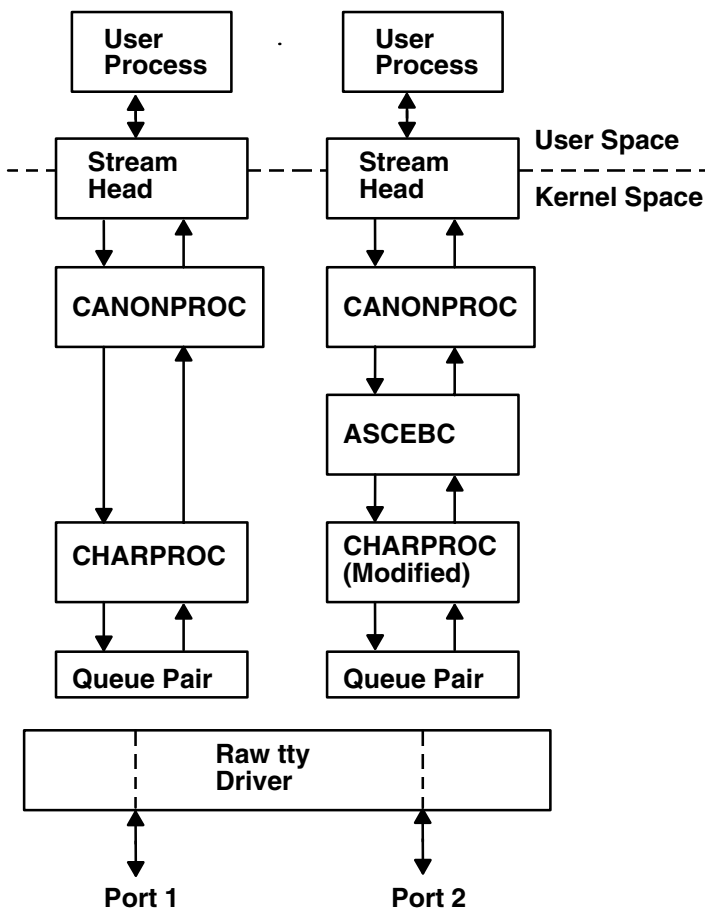 User
Process
User
Process
User Space
Stream
Head
Stream
Head
Kernel Space
CANONPROC
CANONPROC
ASCEBC
CHARPROC
CHARPROC
(Modified)
Queue Pair
Queue Pair
Raw tty
Driver
Port 1
Port 2